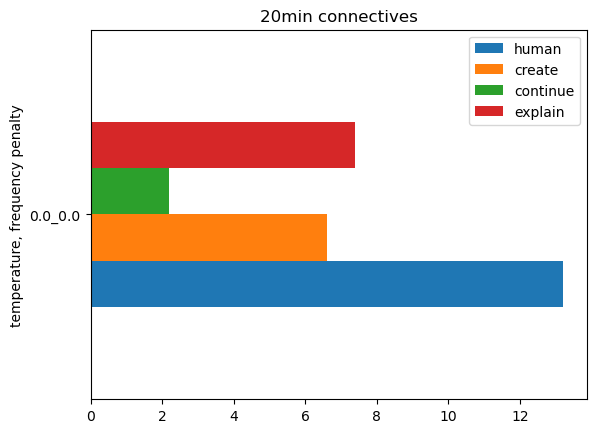 20min connectives
human
create
continue
explain
temperature, frequency penalty
0.0_0.0
0 2 4 6 8 10 12